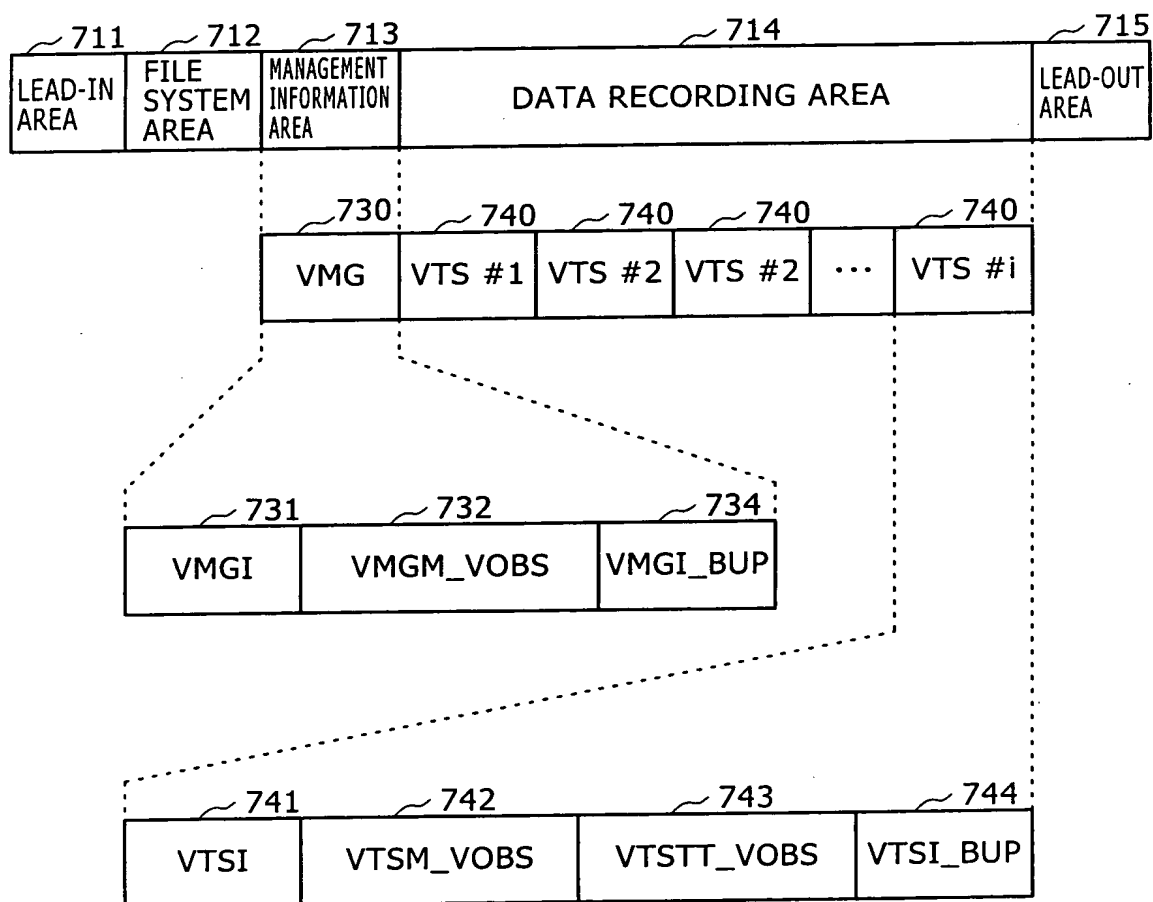 711 712 713 714 715
LEAD-IN AREA
FILE SYSTEM AREA
MANAGEMENT INFORMATION AREA
DATA RECORDING AREA
LEAD-OUT AREA
730 740 740 740 740
VMG VTS #1 VTS #2 VTS #2 ... VTS #i
731 732 734
VMGI VMGM_VOBS VMGI_BUP
741 742 743 744
VTSI VTSM_VOBS VTSTT_VOBS VTSI_BUP